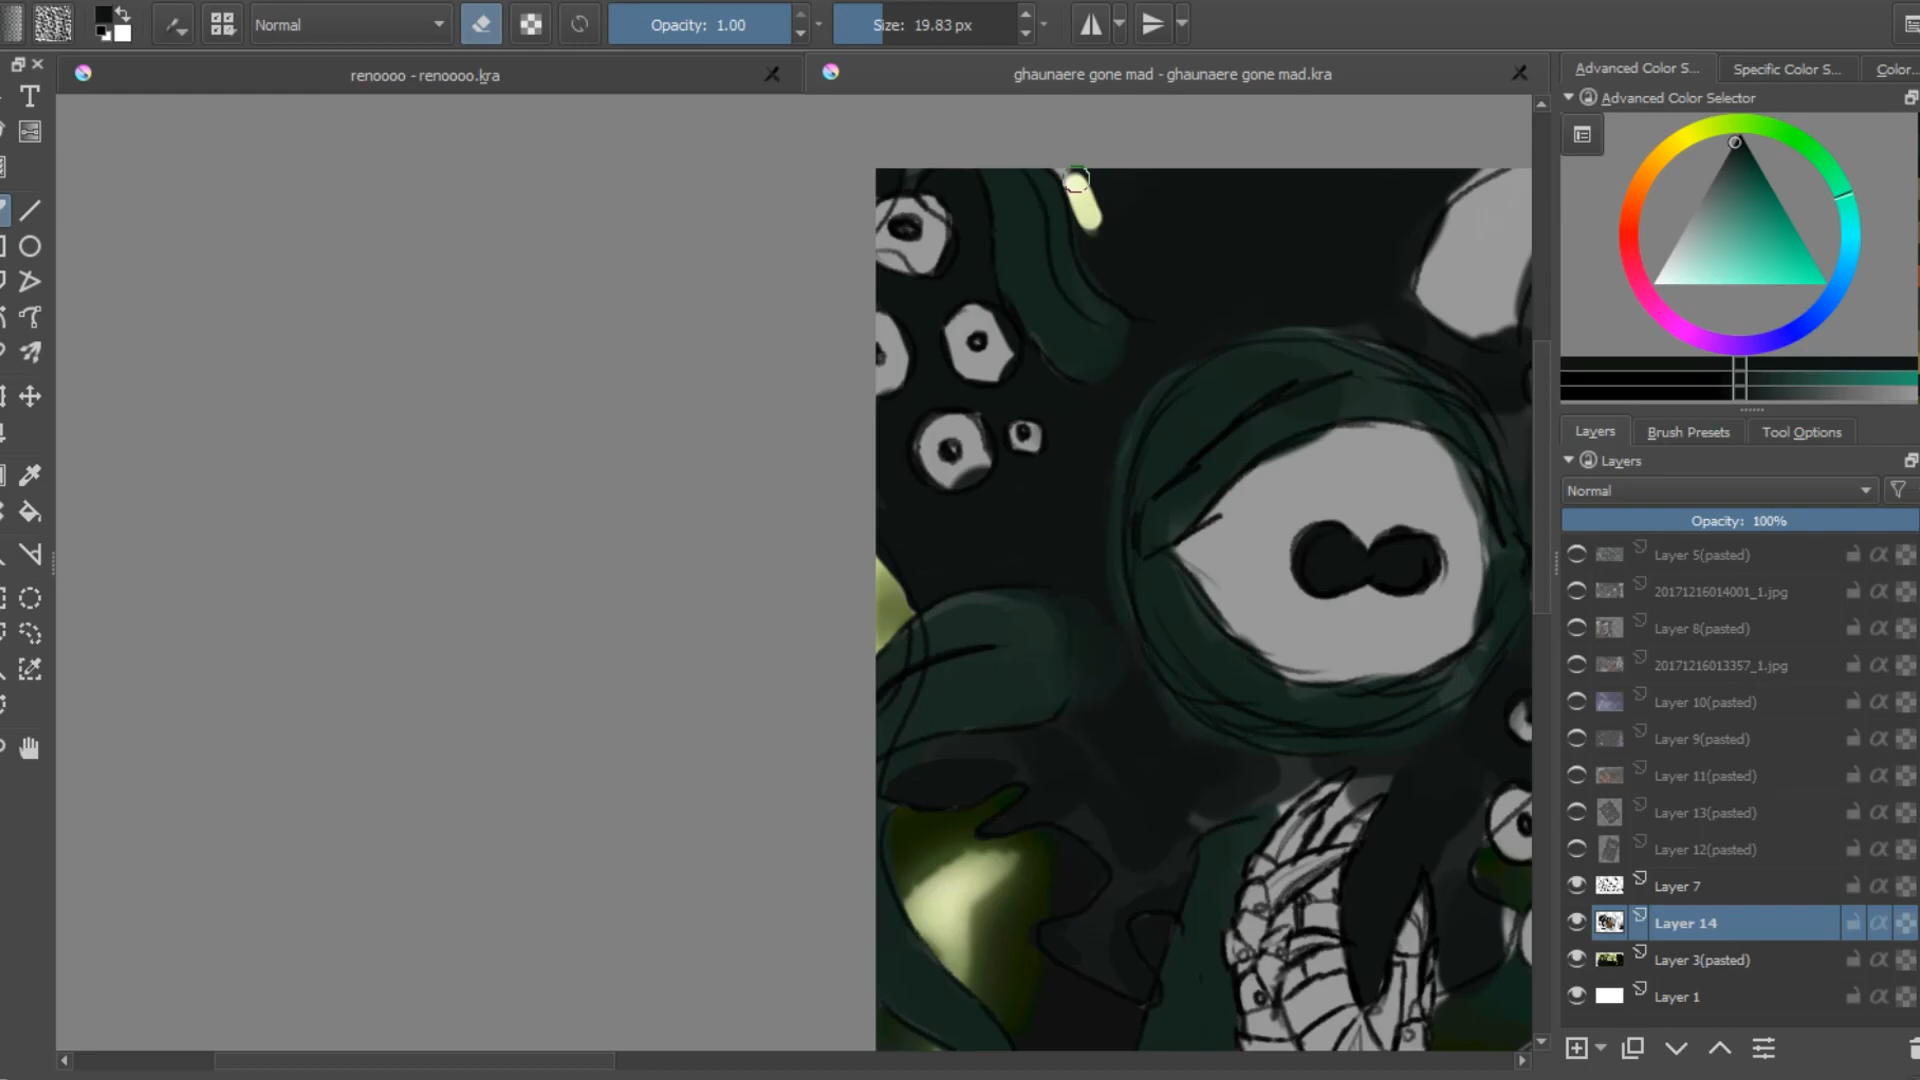 Normal
Opacity: 1.00
Size: 19.83 px
renoooo - renoooo.kra
ghaunaere gone mad - ghaunaere gone mad.kra
Advanced Color S...
Specific Color S...
Color...
Advanced Color Selector
Layers
Brush Presets
Tool Options
Layers
Normal
Opacity: 100%
Layer 5(pasted)
20171216014001_1.jpg
Layer 8(pasted)
20171216013357_1.jpg
Layer 10(pasted)
Layer 9(pasted)
Layer 11(pasted)
Layer 13(pasted)
Layer 12(pasted)
Layer 7
Layer 14
Layer 3(pasted)
Layer 1